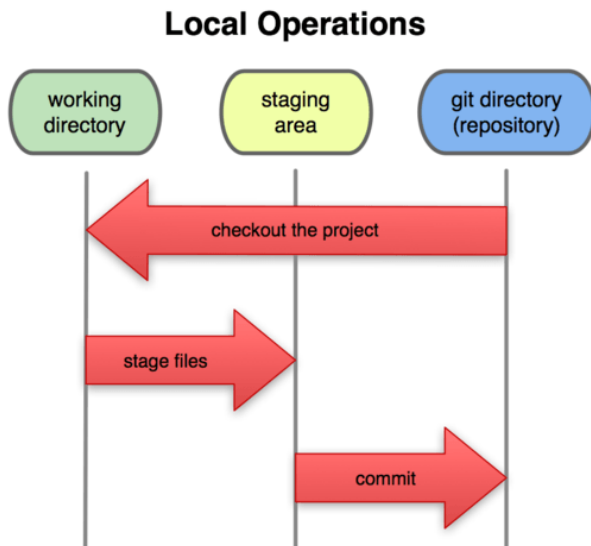 Local Operations
working
directory
staging
area
git directory
(repository)
checkout the project
stage files
commit